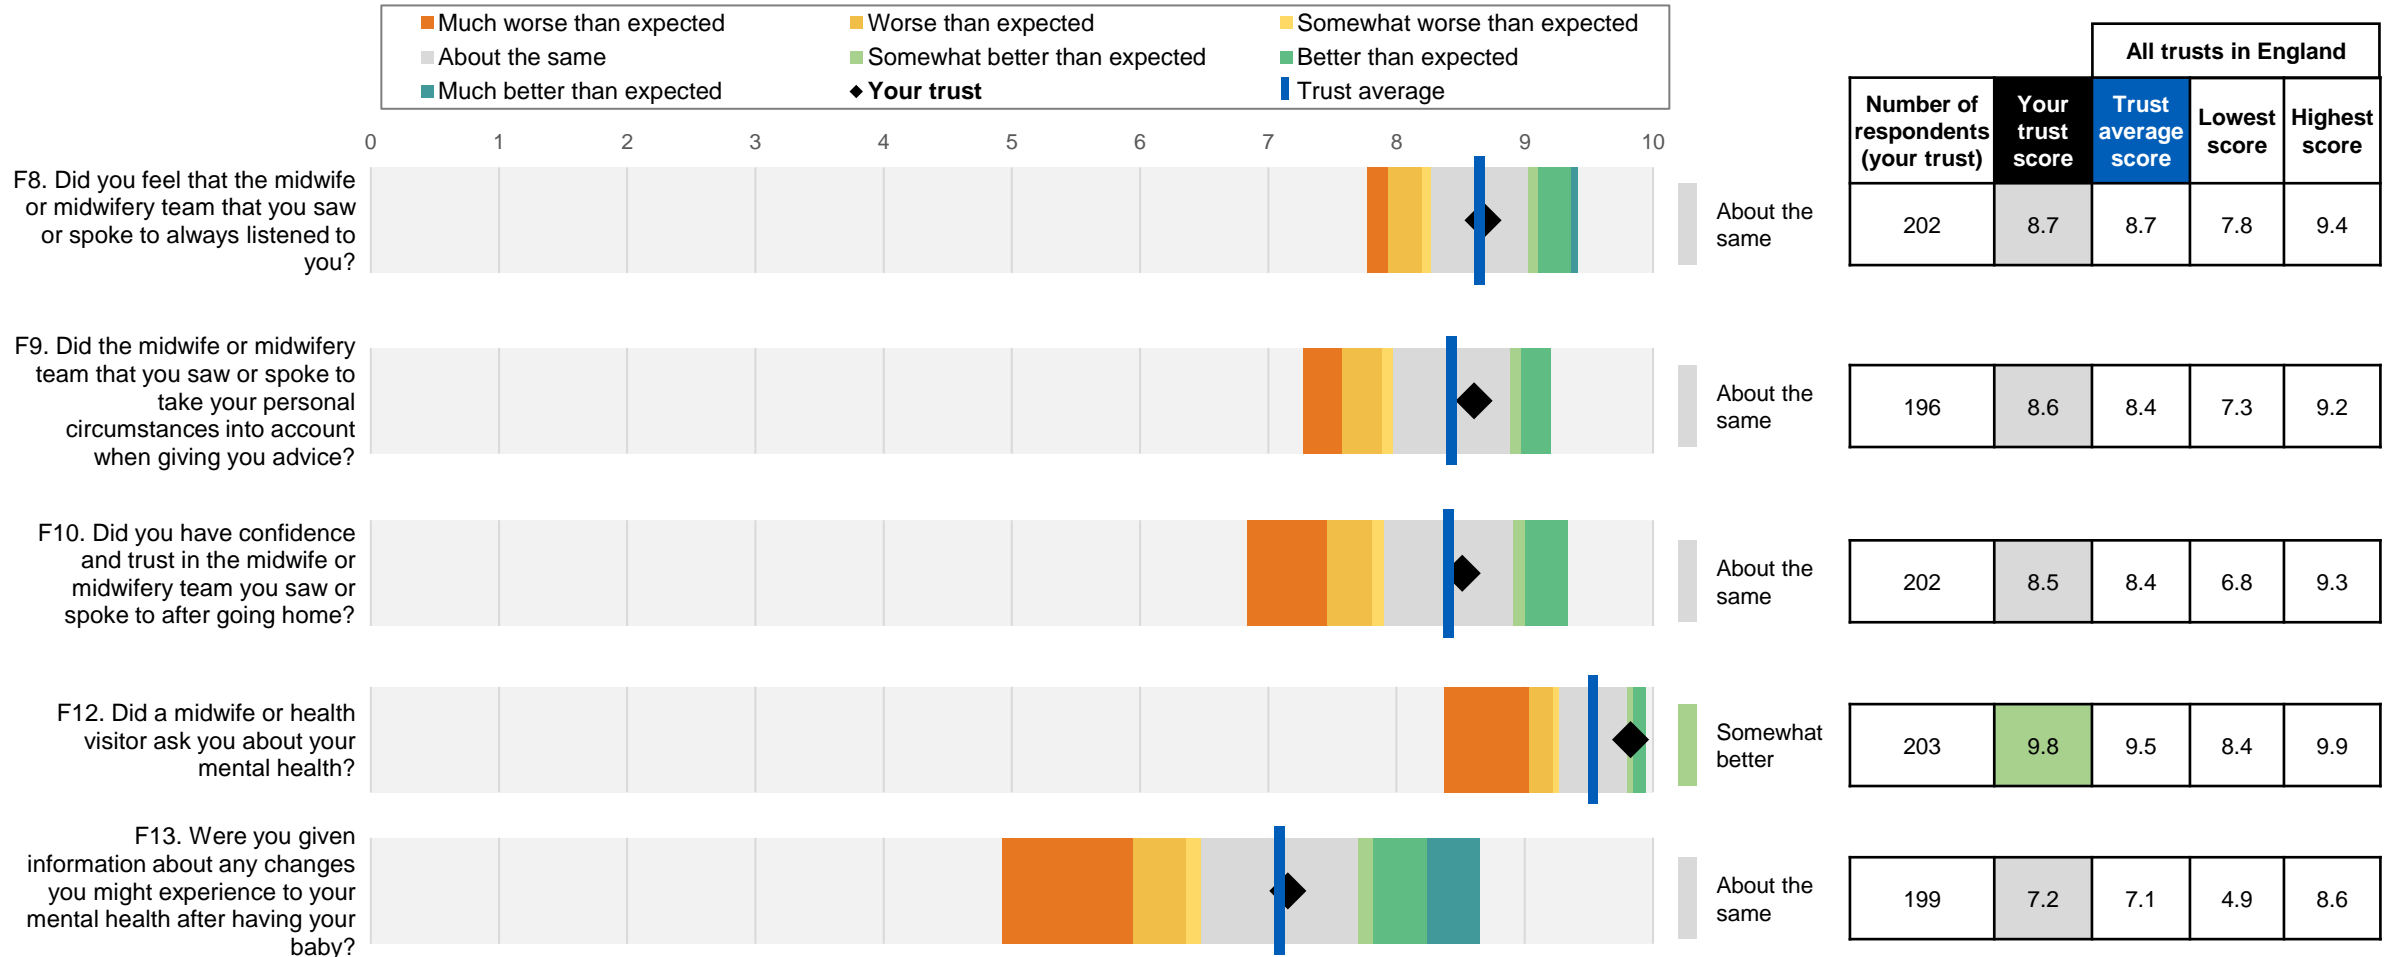 Much worse than expected
Worse than expected
Somewhat worse than expected
About the same
Somewhat better than expected
Better than expected
Much better than expected
Your trust
Trust average
All trusts in England
Number of
respondents
(your trust)
Your
trust
score
Trust
average
score
Lowest
score
Highest
score
0 1 2 3 4 5 6 7 8 9 10
F8. Did you feel that the midwife
or midwifery team that you saw
or spoke to always listened to
you?
About the
same
202 8.7 8.7 7.8 9.4
F9. Did the midwife or midwifery
team that you saw or spoke to
take your personal
circumstances into account
when giving you advice?
About the
same
196 8.6 8.4 7.3 9.2
F10. Did you have confidence
and trust in the midwife or
midwifery team you saw or
spoke to after going home?
About the
same
202 8.5 8.4 6.8 9.3
F12. Did a midwife or health
visitor ask you about your
mental health?
Somewhat
better
203 9.8 9.5 8.4 9.9
F13. Were you given
information about any changes
you might experience to your
mental health after having your
baby?
About the
same
199 7.2 7.1 4.9 8.6